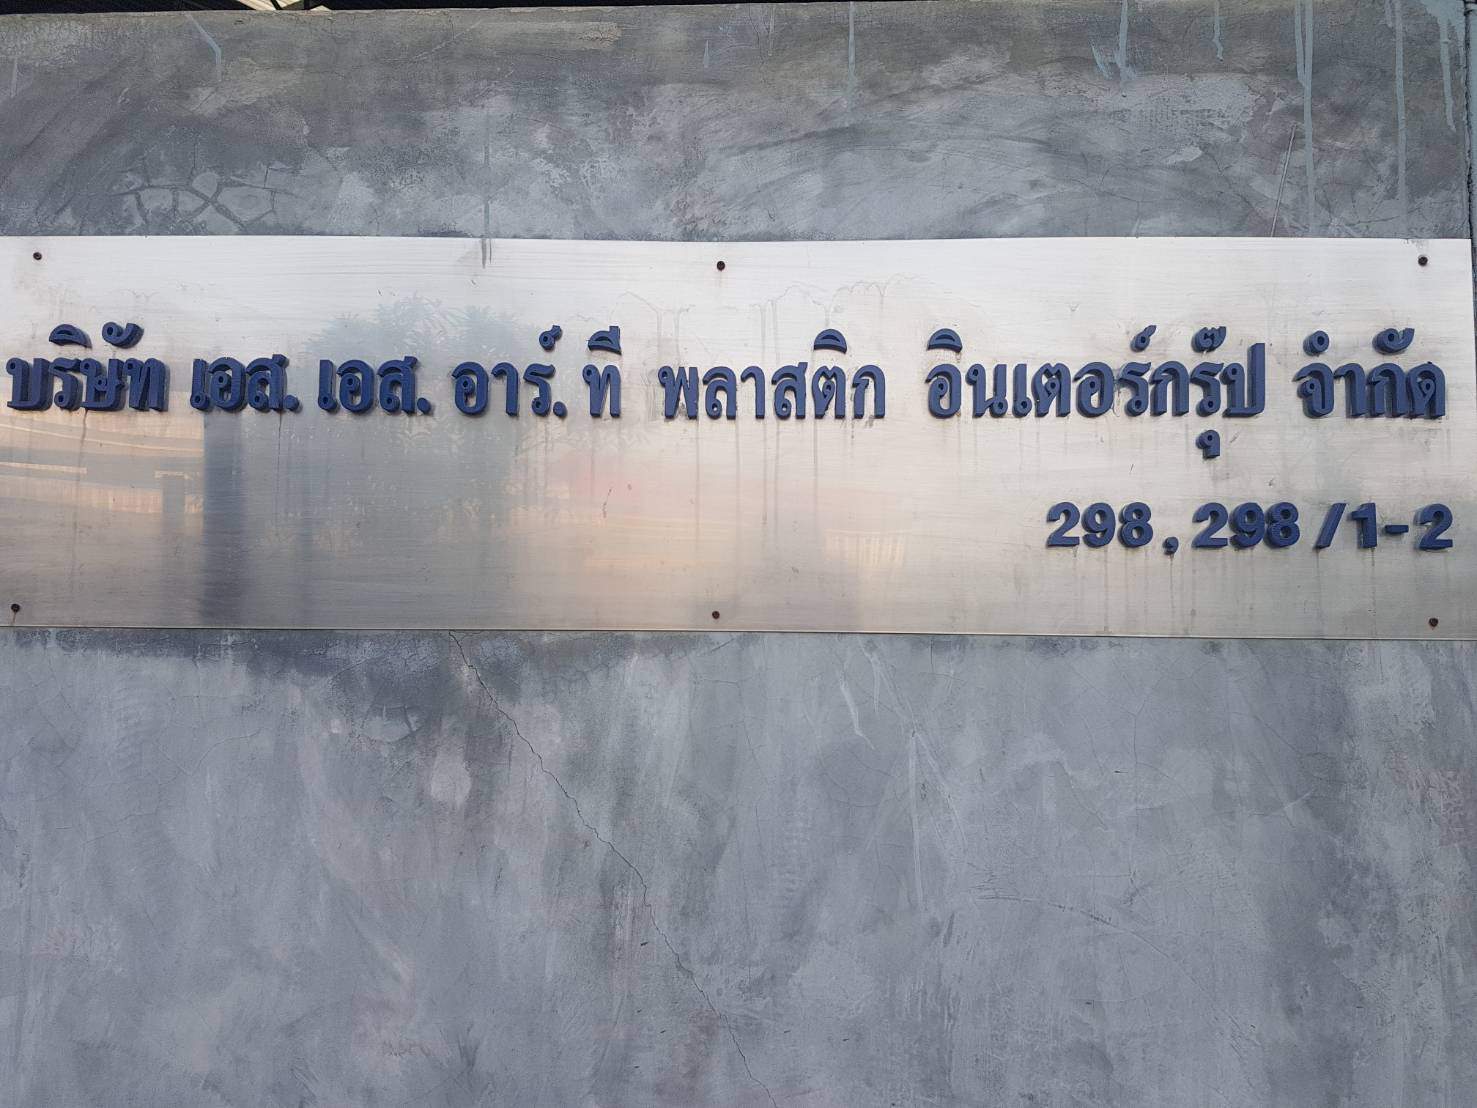 บริษัท เอส. เอส. อาร์. ที พลาสติก อินเตอร์กรุ๊ป จำกัด
298, 298/1-2